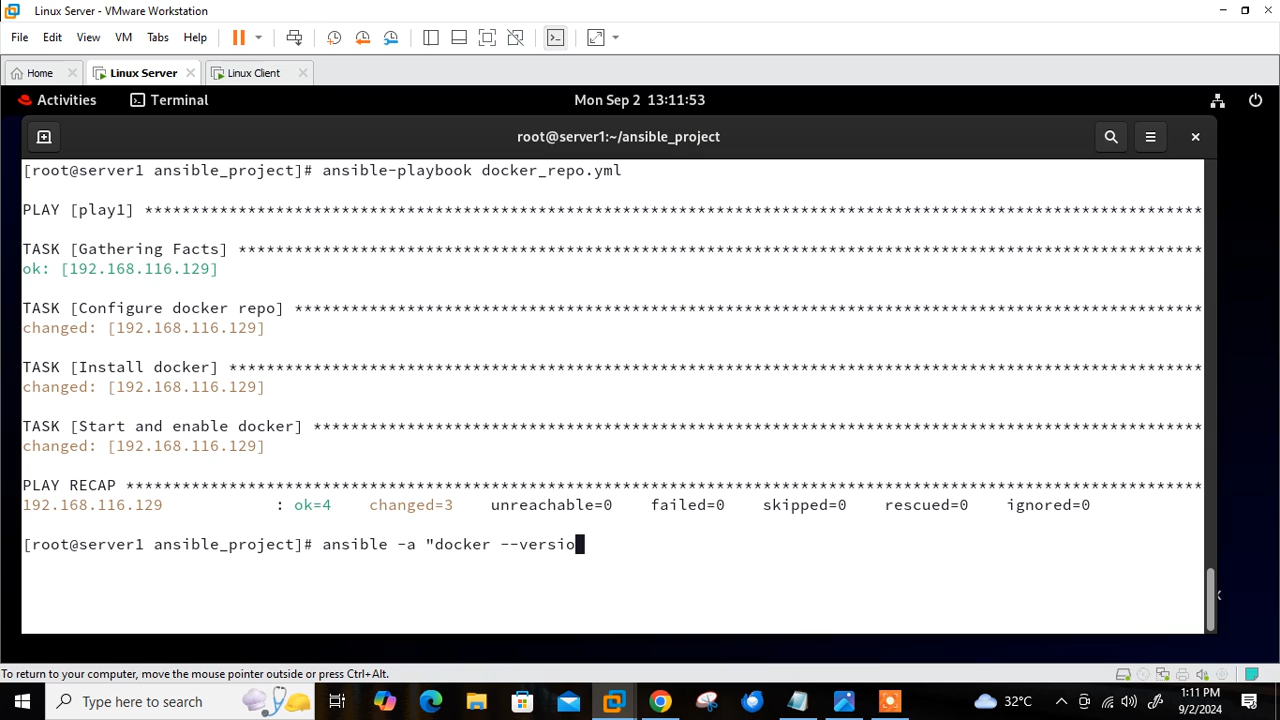 Linux Server - VMware Workstation
File Edit View VM Tabs Help
Home Linux Server Linux Client
Activities Terminal Mon Sep 2 13:11:53
root@server1:~/ansible_project
[root@server1 ansible_project]# ansible-playbook docker_repo.yml
PLAY [play1] *****************************************************************************************************************
TASK [Gathering Facts] *******************************************************************************************************
ok: [192.168.116.129]
TASK [Configure docker repo] *************************************************************************************************
changed: [192.168.116.129]
TASK [Install docker] ********************************************************************************************************
changed: [192.168.116.129]
TASK [Start and enable docker] ***********************************************************************************************
changed: [192.168.116.129]
PLAY RECAP *******************************************************************************************************************
192.168.116.129 : ok=4 changed=3 unreachable=0 failed=0 skipped=0 rescued=0 ignored=0
[root@server1 ansible_project]# ansible -a "docker --versio
To return to your computer, move the mouse pointer outside or press Ctrl+Alt.
Type here to search
32°C
1:11 PM
9/2/2024